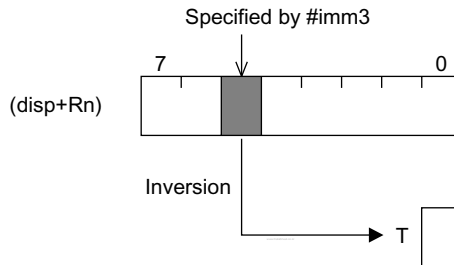 Specified by #imm3
7 0
(disp+Rn)
Inversion
T